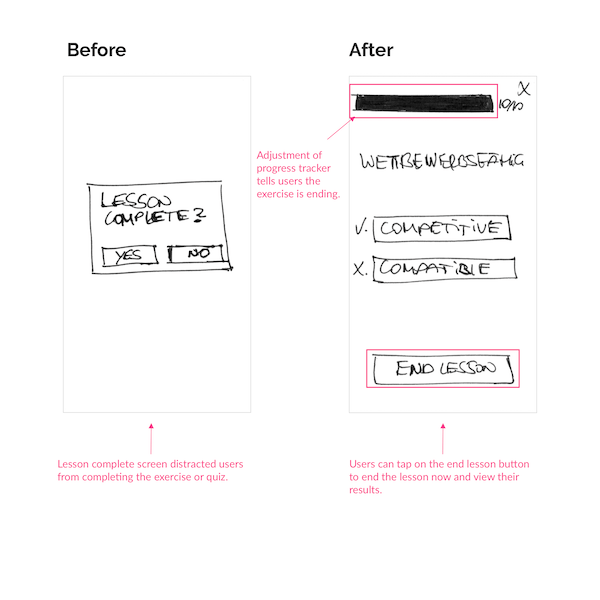 Before
After
LESSON
COMPLETE?
YES
NO
X
10/10
Adjustment of
progress tracker
tells users the
exercise is ending.
WETTBEWERBSFÄHIG
V. COMPETITIVE
X. COMPATIBLE
END LESSON
Lesson complete screen distracted users
from completing the exercise or quiz.
Users can tap on the end lesson button
to end the lesson now and view their
results.